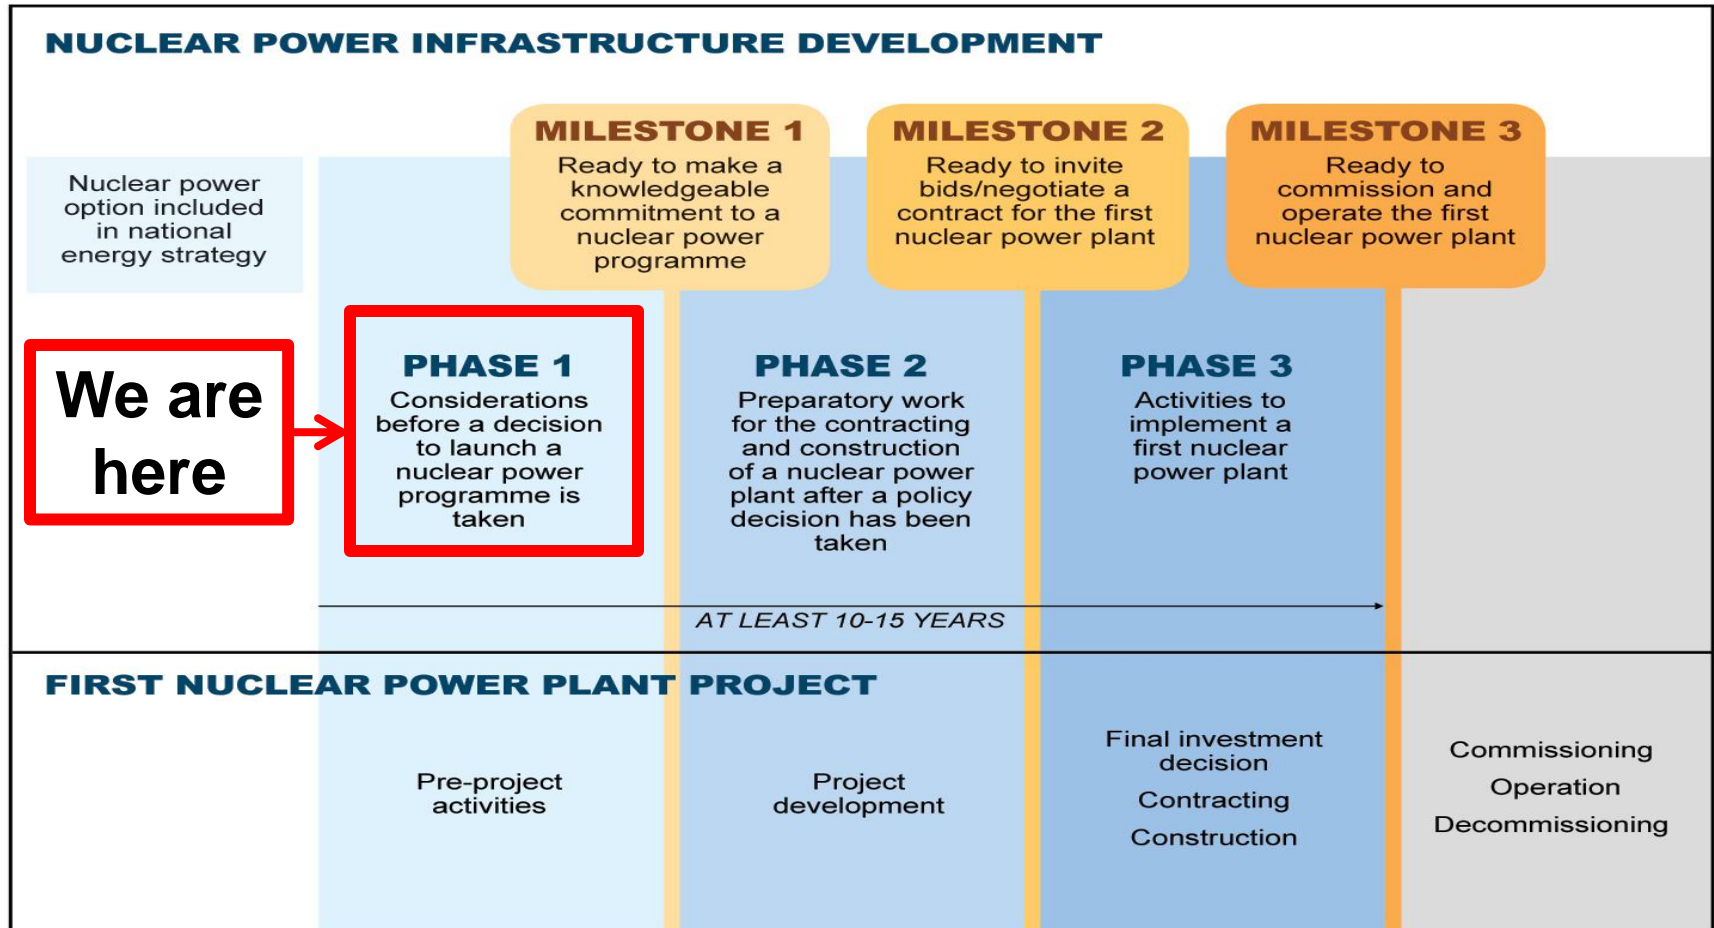 NUCLEAR POWER INFRASTRUCTURE DEVELOPMENT
Nuclear power
option included
in national
energy strategy
MILESTONE 1
Ready to make a
knowledgeable
commitment to a
nuclear power
programme
MILESTONE 2
Ready to invite
bids/negotiate a
contract for the first
nuclear power plant
MILESTONE 3
Ready to
commission and
operate the first
nuclear power plant
We are
here
PHASE 1
Considerations
before a decision
to launch a
nuclear power
programme is
taken
PHASE 2
Preparatory work
for the contracting
and construction
of a nuclear power
plant after a policy
decision has been
taken
PHASE 3
Activities to
implement a
first nuclear
power plant
AT LEAST 10-15 YEARS
FIRST NUCLEAR POWER PLANT PROJECT
Pre-project
activities
Project
development
Final investment
decision
Contracting
Construction
Commissioning
Operation
Decommissioning